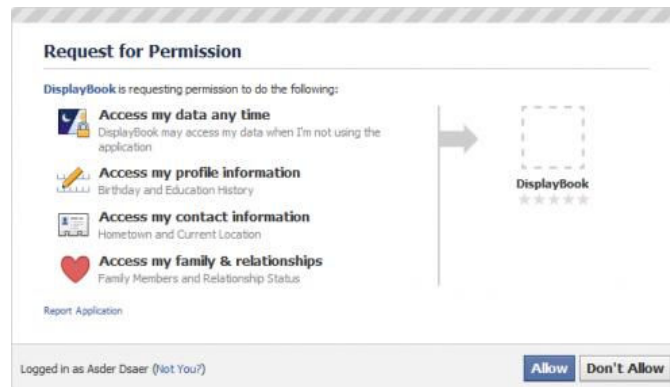 Request for Permission
DisplayBook is requesting permission to do the following:
Access my data any time
DisplayBook may access my data when I'm not using the
application
Access my profile information
Birthday and Education History
Access my contact information
Hometown and Current Location
Access my family & relationships
Family Members and Relationship Status
DisplayBook
Report Application
Logged in as Asder Dsaer (Not You?)
Allow
Don't Allow